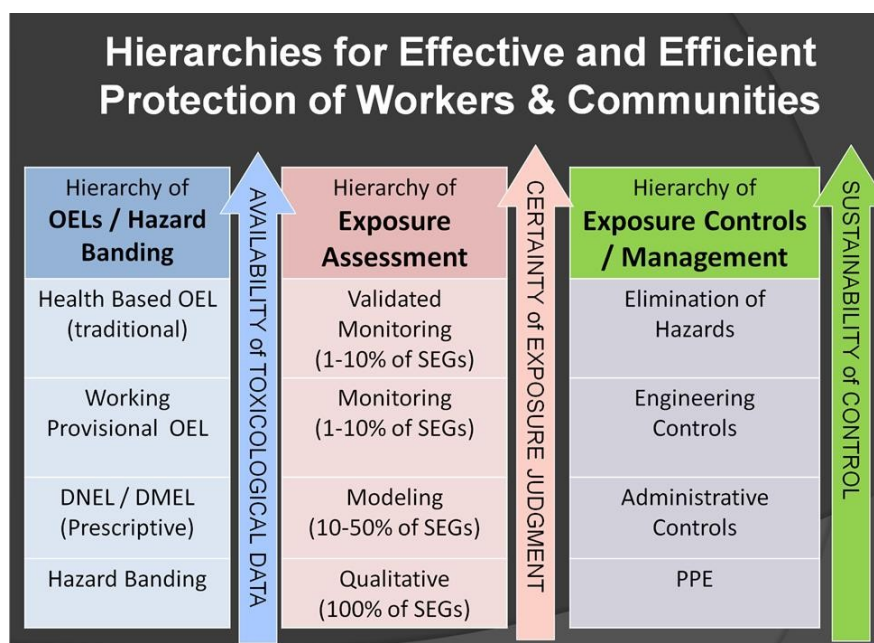 Hierarchies for Effective and Efficient
Protection of Workers & Communities
Hierarchy of
OELs / Hazard
Banding
Health Based OEL
(traditional)
Working
Provisional OEL
DNEL / DMEL
(Prescriptive)
Hazard Banding
AVAILABILITY of TOXICOLOGICAL DATA
Hierarchy of
Exposure
Assessment
Validated
Monitoring
(1-10% of SEGs)
Monitoring
(1-10% of SEGs)
Modeling
(10-50% of SEGs)
Qualitative
(100% of SEGs)
CERTAINTY of EXPOSURE JUDGMENT
Hierarchy of
Exposure Controls
/ Management
Elimination of
Hazards
Engineering
Controls
Administrative
Controls
PPE
SUSTAINABILITY of CONTROL